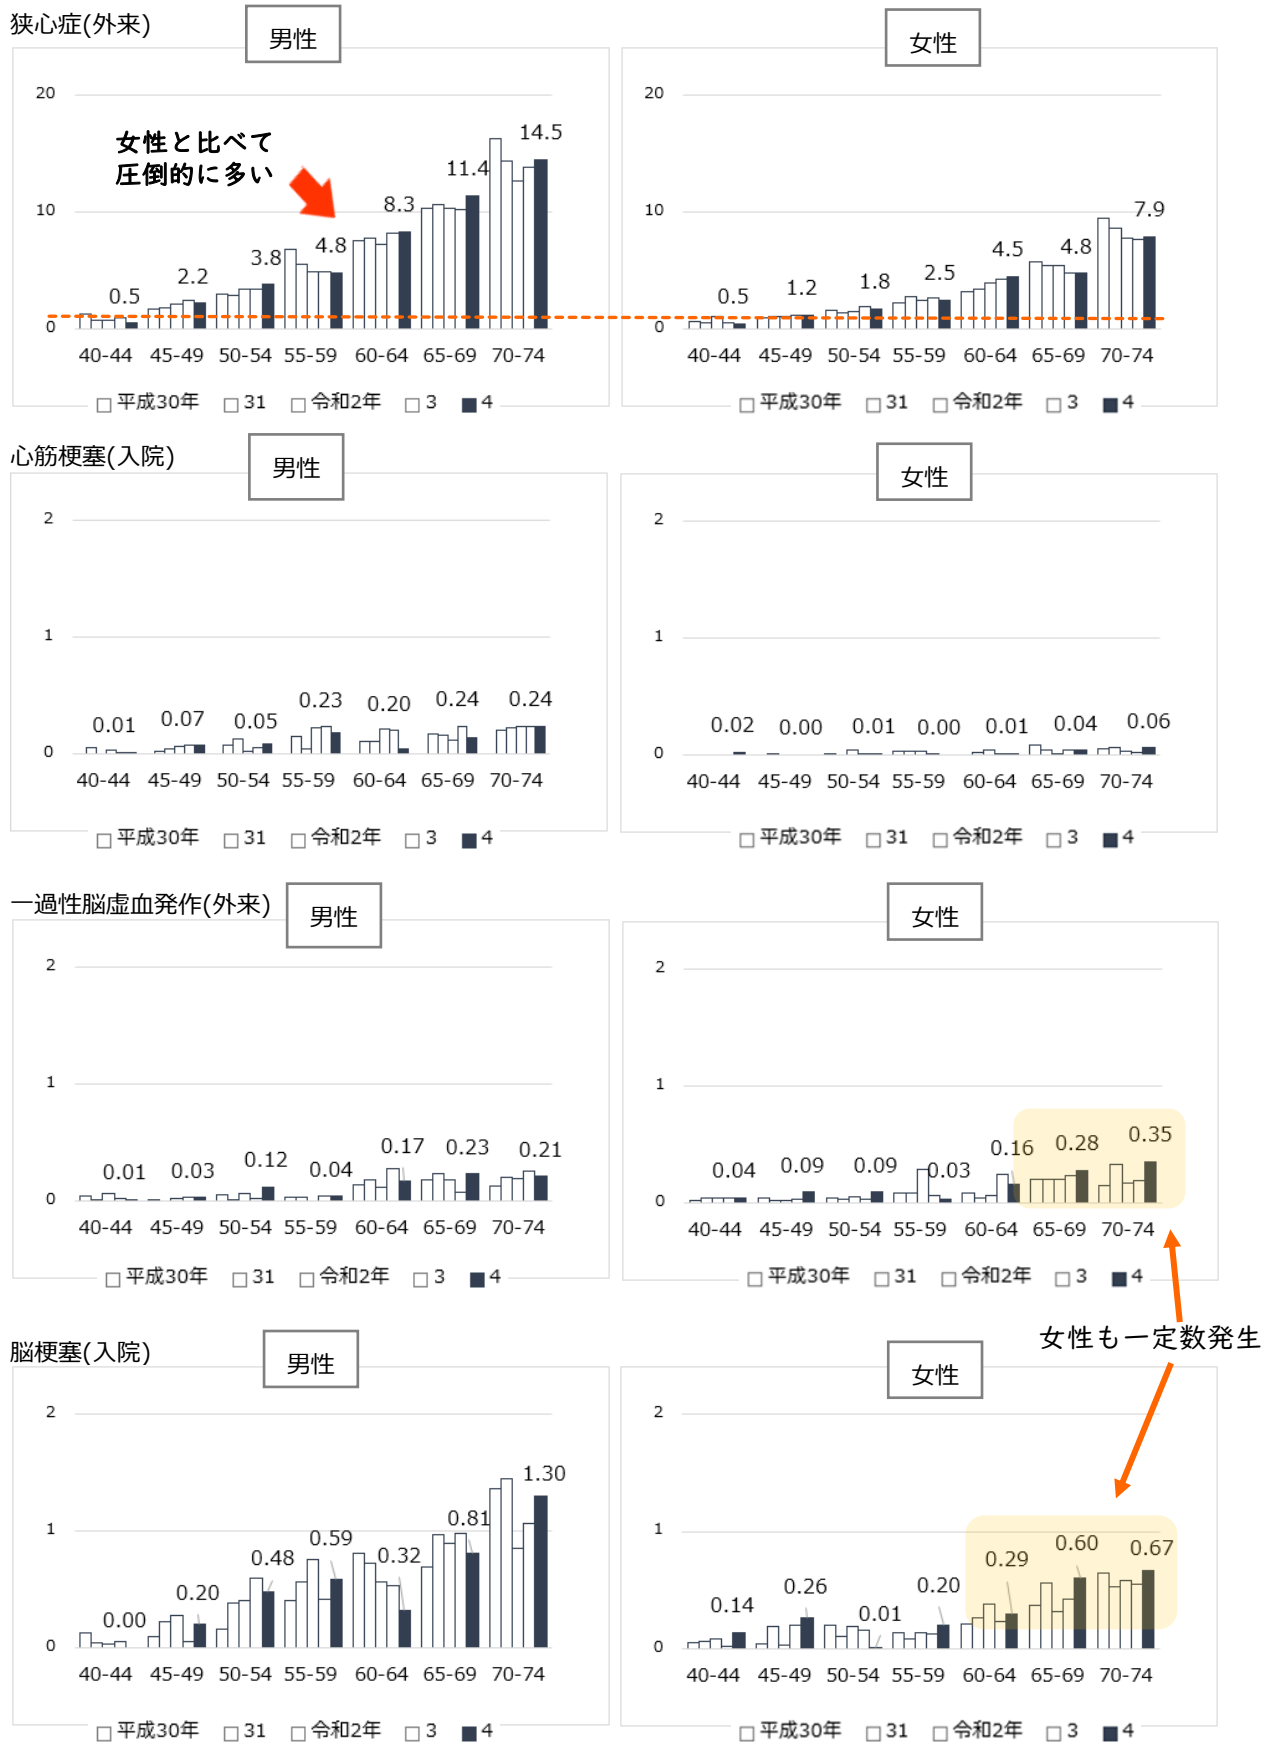 狭心症(外来)
男性
女性
20
10
0
女性と比べて
圧倒的に多い
0.5
2.2
3.8
4.8
8.3
11.4
14.5
40-44 45-49 50-54 55-59 60-64 65-69 70-74
平成30年 31 令和2年 3 4
20
10
0
0.5
1.2
1.8
2.5
4.5
4.8
7.9
40-44 45-49 50-54 55-59 60-64 65-69 70-74
平成30年 31 令和2年 3 4
心筋梗塞(入院)
男性
女性
2
1
0
0.01 0.07 0.05 0.23 0.20 0.24 0.24
40-44 45-49 50-54 55-59 60-64 65-69 70-74
平成30年 31 令和2年 3 4
2
1
0
0.02 0.00 0.01 0.00 0.01 0.04 0.06
40-44 45-49 50-54 55-59 60-64 65-69 70-74
平成30年 31 令和2年 3 4
一過性脳虚血発作(外来)
男性
女性
2
1
0
0.01 0.03 0.12 0.04 0.17 0.23 0.21
40-44 45-49 50-54 55-59 60-64 65-69 70-74
平成30年 31 令和2年 3 4
2
1
0
0.04 0.09 0.09 0.03 0.16 0.28 0.35
40-44 45-49 50-54 55-59 60-64 65-69 70-74
平成30年 31 令和2年 3 4
女性も一定数発生
脳梗塞(入院)
男性
女性
2
1
0
0.00 0.20 0.48 0.59 0.32 0.81 1.30
40-44 45-49 50-54 55-59 60-64 65-69 70-74
平成30年 31 令和2年 3 4
2
1
0
0.14 0.26 0.01 0.20 0.29 0.60 0.67
40-44 45-49 50-54 55-59 60-64 65-69 70-74
平成30年 31 令和2年 3 4